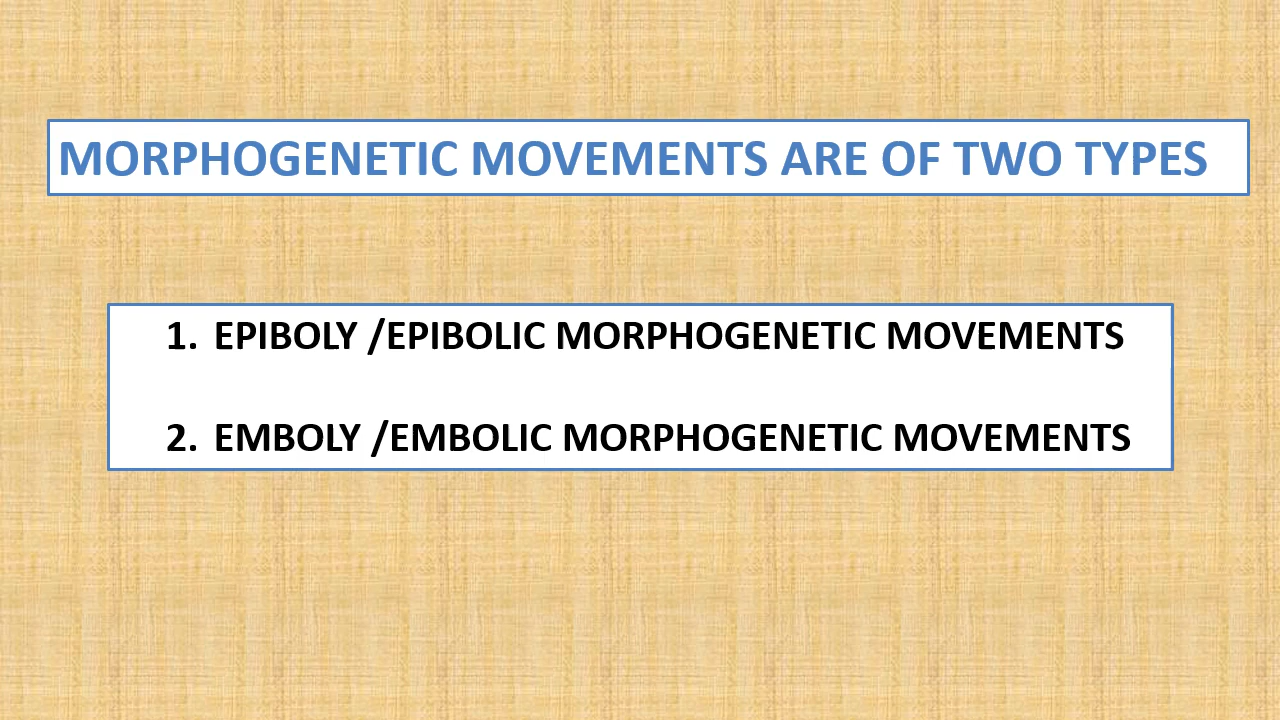 MORPHOGENETIC MOVEMENTS ARE OF TWO TYPES
1. EPIBOLY /EPIBOLIC MORPHOGENETIC MOVEMENTS
2. EMBOLY /EMBOLIC MORPHOGENETIC MOVEMENTS